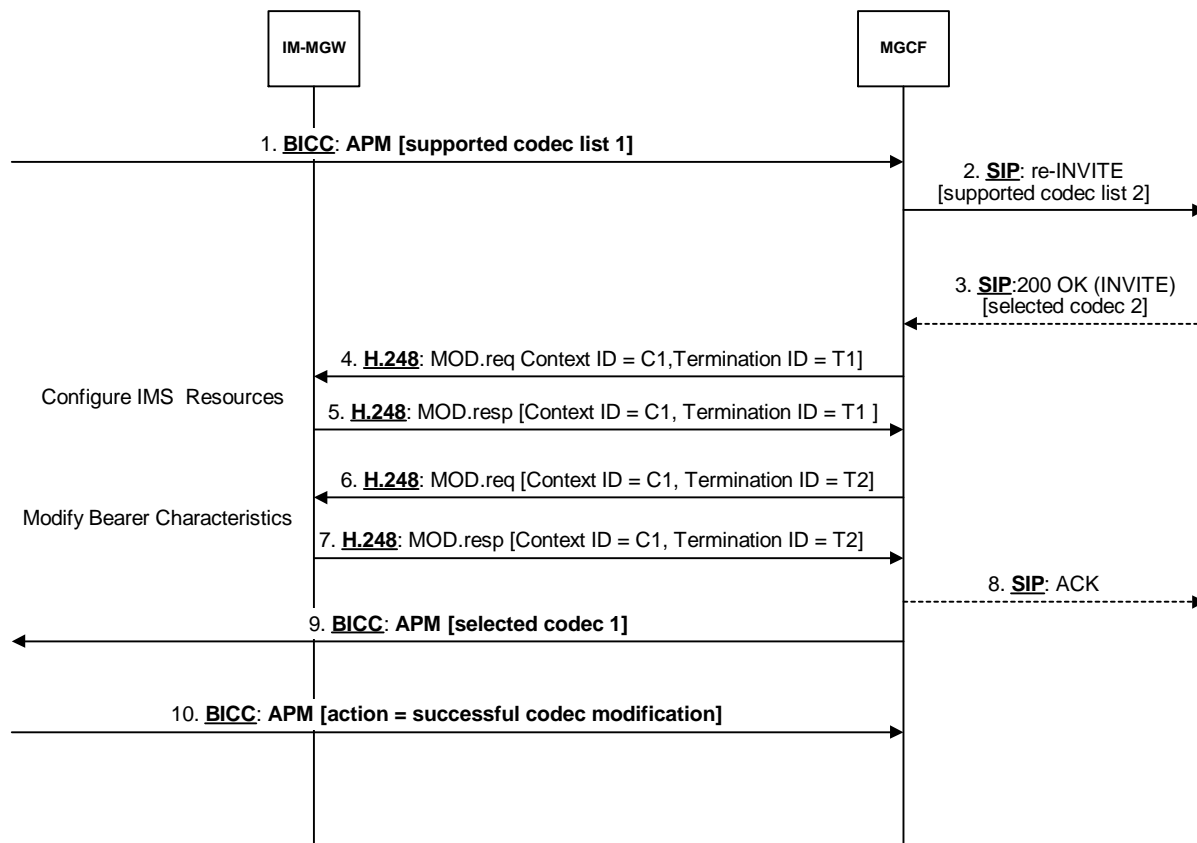 IM-MGW
MGCF
1. BICC: APM [supported codec list 1]
2. SIP: re-INVITE
[supported codec list 2]
3. SIP:200 OK (INVITE)
[selected codec 2]
4. H.248: MOD.req Context ID = C1,Termination ID = T1]
Configure IMS  Resources
5. H.248: MOD.resp [Context ID = C1, Termination ID = T1 ]
6. H.248: MOD.req [Context ID = C1, Termination ID = T2]
Modify Bearer Characteristics
7. H.248: MOD.resp [Context ID = C1, Termination ID = T2]
8. SIP: ACK
9. BICC: APM [selected codec 1]
10. BICC: APM [action = successful codec modification]